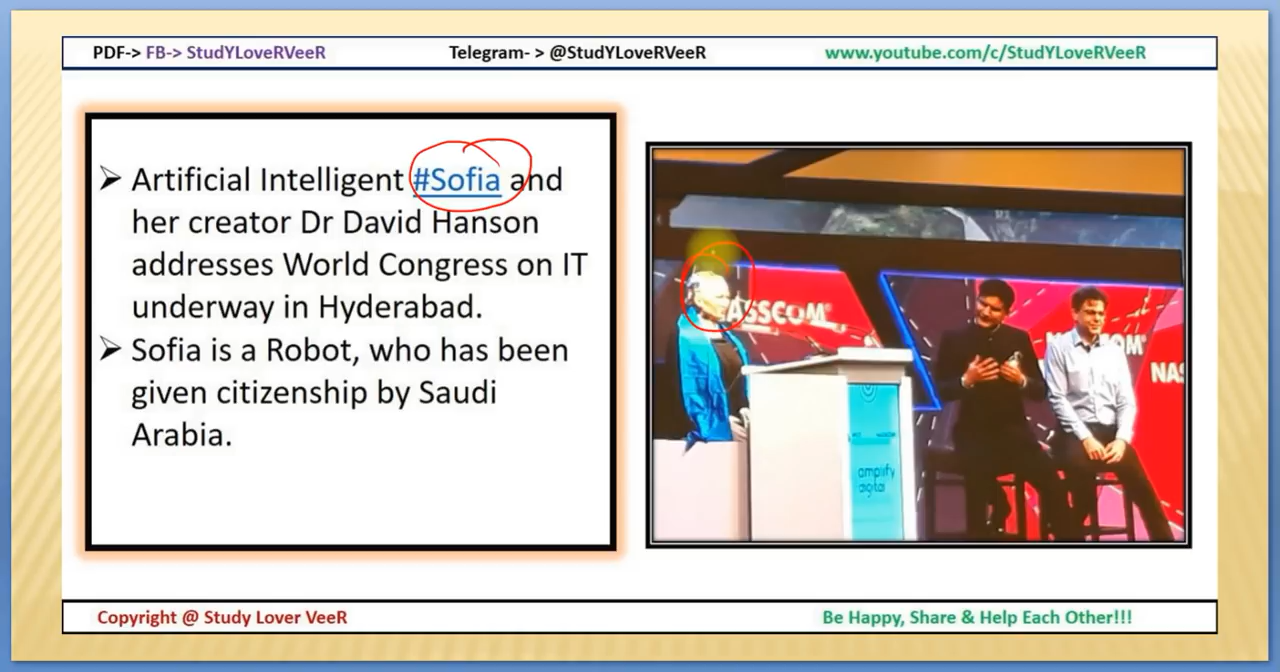 PDF-> FB-> StudYLoveRVeeR
Telegram- > @StudYLoveRVeeR
www.youtube.com/c/StudYLoveRVeeR
➢ Artificial Intelligent #Sofia and
her creator Dr David Hanson
addresses World Congress on IT
underway in Hyderabad.
➢ Sofia is a Robot, who has been
given citizenship by Saudi
Arabia.
ASSCOM
NAS
amplify
digital
Copyright @ Study Lover VeeR
Be Happy, Share & Help Each Other!!!